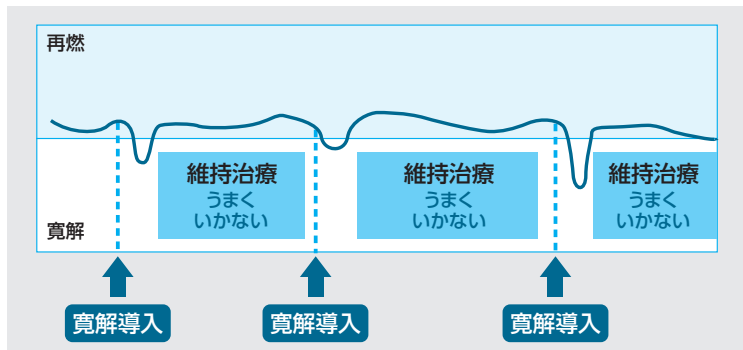 再燃
維持治療
うまく
いかない
維持治療
うまく
いかない
維持治療
うまく
いかない
寛解
寛解導入
寛解導入
寛解導入